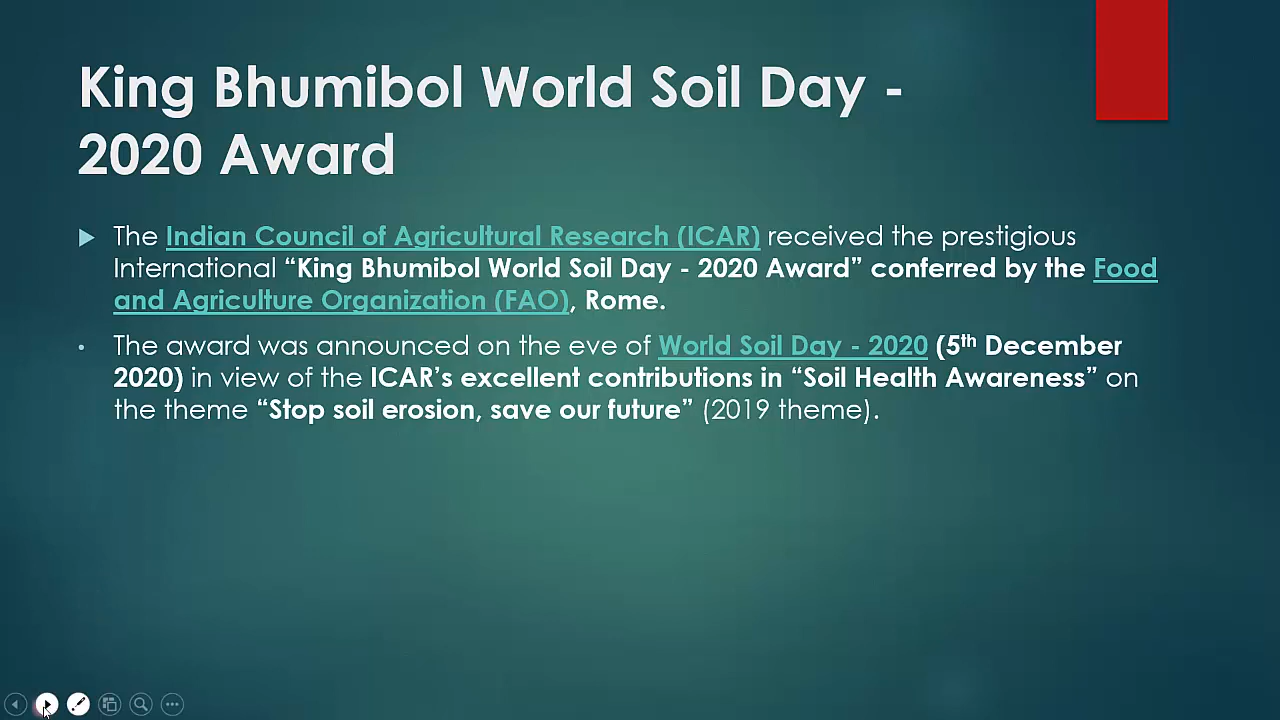 King Bhumibol World Soil Day -
2020 Award
The Indian Council of Agricultural Research (ICAR) received the prestigious
International “King Bhumibol World Soil Day - 2020 Award” conferred by the Food
and Agriculture Organization (FAO), Rome.
The award was announced on the eve of World Soil Day - 2020 (5th December
2020) in view of the ICAR’s excellent contributions in “Soil Health Awareness” on
the theme “Stop soil erosion, save our future” (2019 theme).